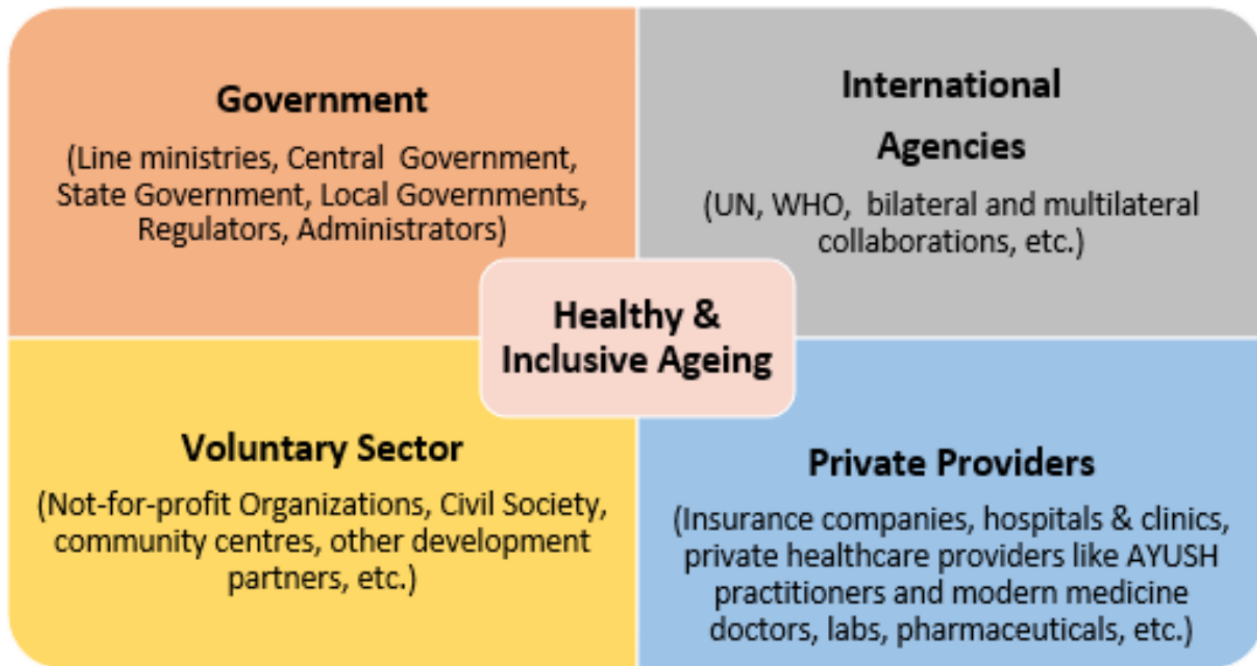 Government
(Line ministries, Central Government,
State Government, Local Governments,
Regulators, Administrators)
International
Agencies
(UN, WHO, bilateral and multilateral
collaborations, etc.)
Healthy &
Inclusive Ageing
Voluntary Sector
(Not-for-profit Organizations, Civil Society,
community centres, other development
partners, etc.)
Private Providers
(Insurance companies, hospitals & clinics,
private healthcare providers like AYUSH
practitioners and modern medicine
doctors, labs, pharmaceuticals, etc.)